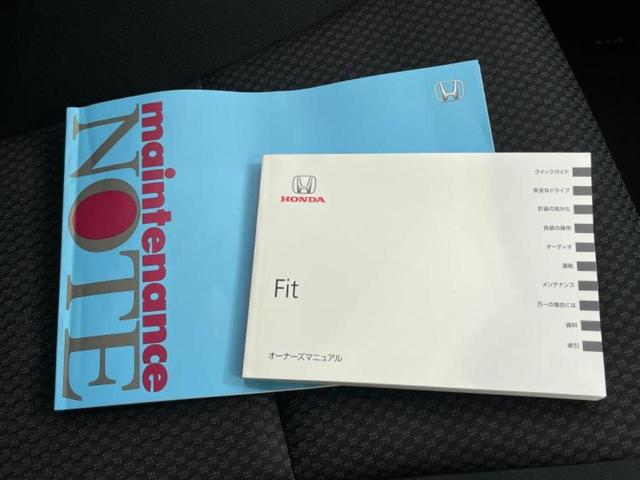 maintenance
NOTE
HONDA
Fit
オーナーズマニュアル
クイックガイド
安全なドライブ
計器の見かた
各部の操作
オーディオ
運転
メンテナンス
万一の場合には
資料
索引